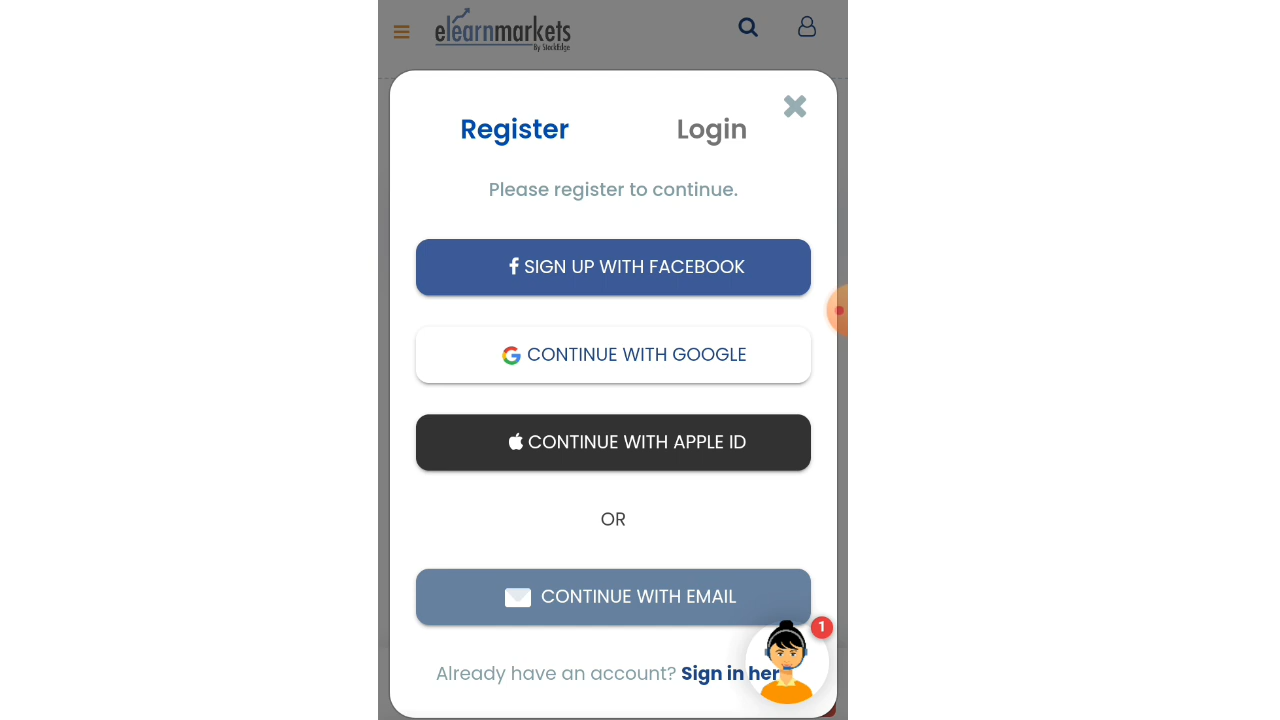 elearnmarkets
By StockEdge
Register Login
Please register to continue.
SIGN UP WITH FACEBOOK
CONTINUE WITH GOOGLE
CONTINUE WITH APPLE ID
OR
CONTINUE WITH EMAIL
1
Already have an account? Sign in her